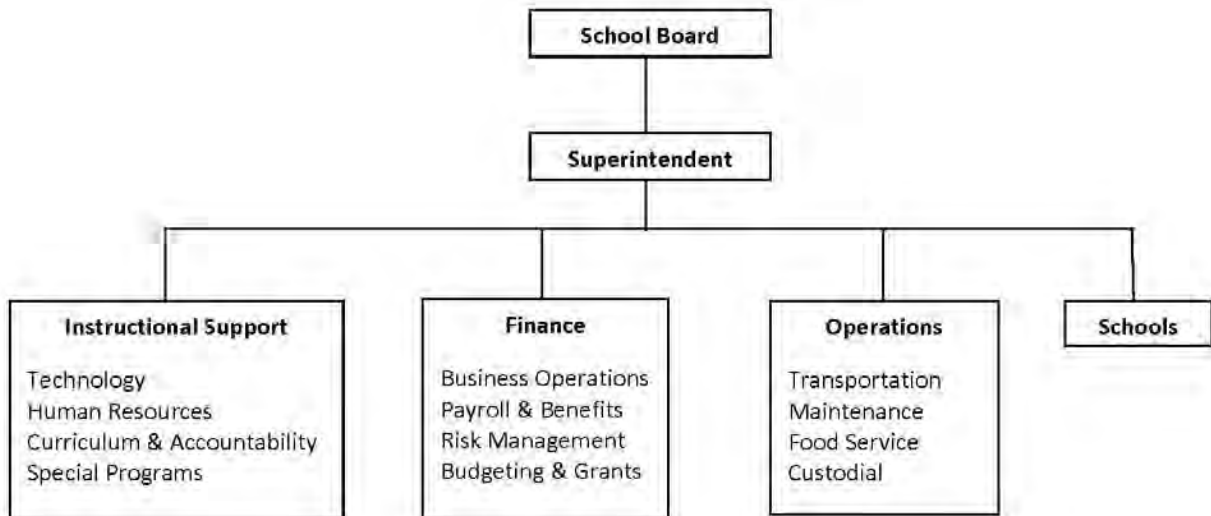 School Board
Superintendent
Instructional Support
Technology
Human Resources
Curriculum & Accountability
Special Programs
Finance
Business Operations
Payroll & Benefits
Risk Management
Budgeting & Grants
Operations
Transportation
Maintenance
Food Service
Custodial
Schools